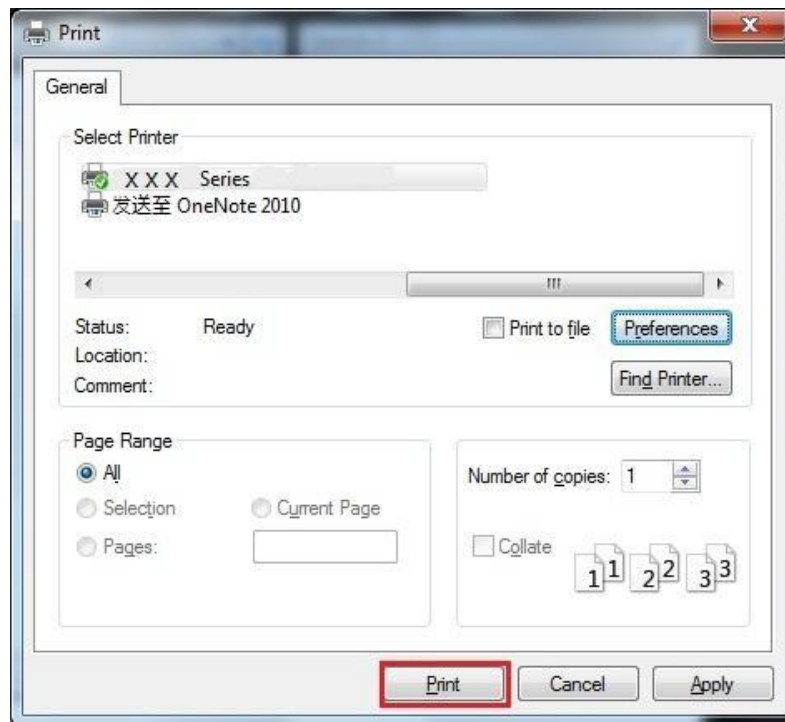 Print
General
Select Printer
X X X Series
发送至 OneNote 2010
Status: Ready
Print to file
Preferences
Location:
Comment:
Find Printer...
Page Range
All
Selection
Current Page
Pages:
Number of copies: 1
Collate
1 1 2 2 3 3
Print
Cancel
Apply